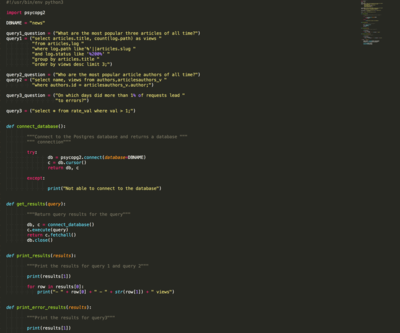 #!/usr/bin/env python3
import psycopg2
DBNAME = "news"
query1_question = ("What are the most popular three articles of all time?")
query1 = ("select articles.title, count(log.path) as views "
"from articles,log "
"where log.path like'%'||articles.slug "
"and log.status like '%200%' "
"group by articles.title "
"order by views desc limit 3;")
query2_question = ("Who are the most popular article authors of all time?")
query2 = ("select name, views from authors,articlesauthors_v "
"where authors.id = articlesauthors_v.author;")
query3_question = ("On which days did more than 1% of requests lead "
"to errors?")
query3 = ("select * from rate_val where val > 1;")
def connect_database():
"""Connect to the Postgres database and returns a database """
""" connection"""
try:
db = psycopg2.connect(database=DBNAME)
c = db.cursor()
return db, c
except:
print("Not able to connect to the database")
def get_results(query):
"""Return query results for the query"""
db, c = connect_database()
c.execute(query)
return c.fetchall()
db.close()
def print_results(results):
"""Print the results for query 1 and query 2"""
print(results[1])
for row in results[0]:
print("- " + row[0] + " - " + str(row[1]) + " views")
def print_error_results(results):
"""Print the results for query3"""
print(results[1])